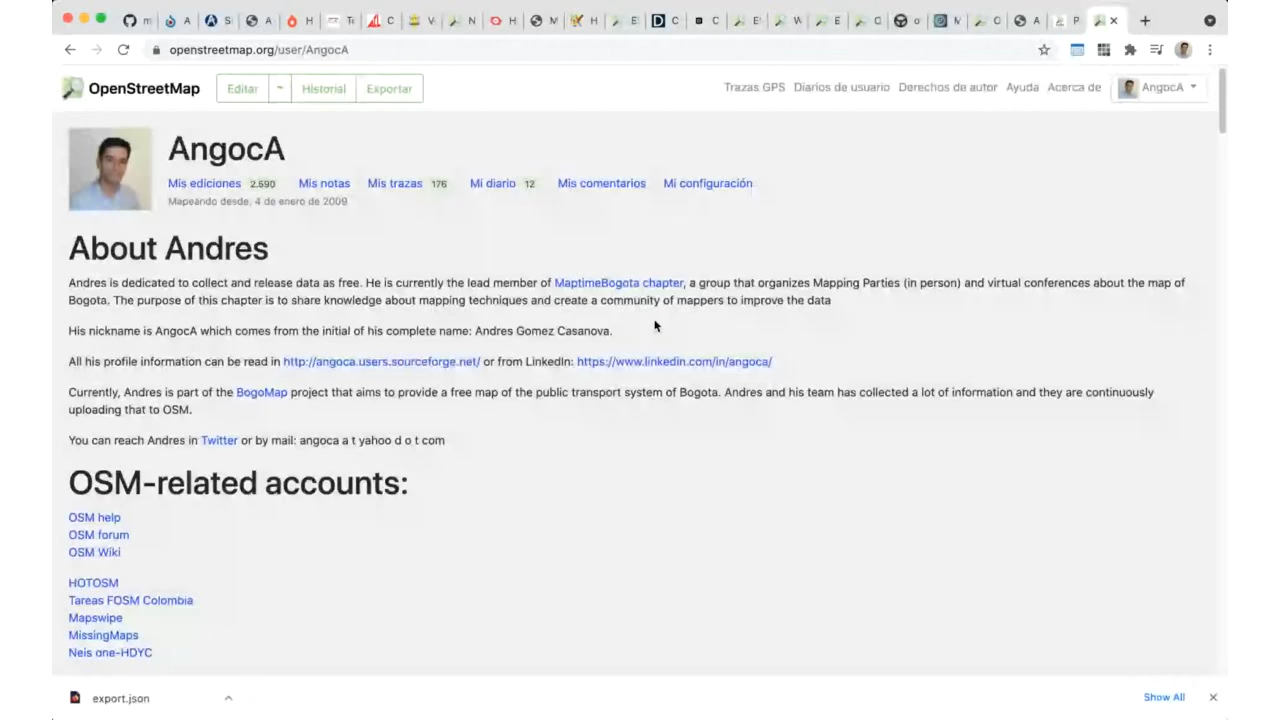 openstreetmap.org/user/AngocA
OpenStreetMap
Editar
Historial
Exportar
Trazas GPS Diarios de usuario Derechos de autor Ayuda Acerca de
AngocA
AngocA
Mis ediciones 2.590 Mis notas Mis trazas 176 Mi diario 12 Mis comentarios Mi configuración
Mapeando desde, 4 de enero de 2009
About Andres
Andres is dedicated to collect and release data as free. He is currently the lead member of MaptimeBogota chapter, a group that organizes Mapping Parties (in person) and virtual conferences about the map of
Bogota. The purpose of this chapter is to share knowledge about mapping techniques and create a community of mappers to improve the data
His nickname is AngocA which comes from the initial of his complete name: Andres Gomez Casanova.
All his profile information can be read in http://angoca.users.sourceforge.net/ or from LinkedIn: https://www.linkedin.com/in/angoca/
Currently, Andres is part of the BogoMap project that aims to provide a free map of the public transport system of Bogota. Andres and his team has collected a lot of information and they are continuously
uploading that to OSM.
You can reach Andres in Twitter or by mail: angoca a t yahoo d o t com
OSM-related accounts:
OSM help
OSM forum
OSM Wiki
HOTOSM
Tareas FOSM Colombia
Mapswipe
MissingMaps
Neis one-HDYC
export.json
Show All